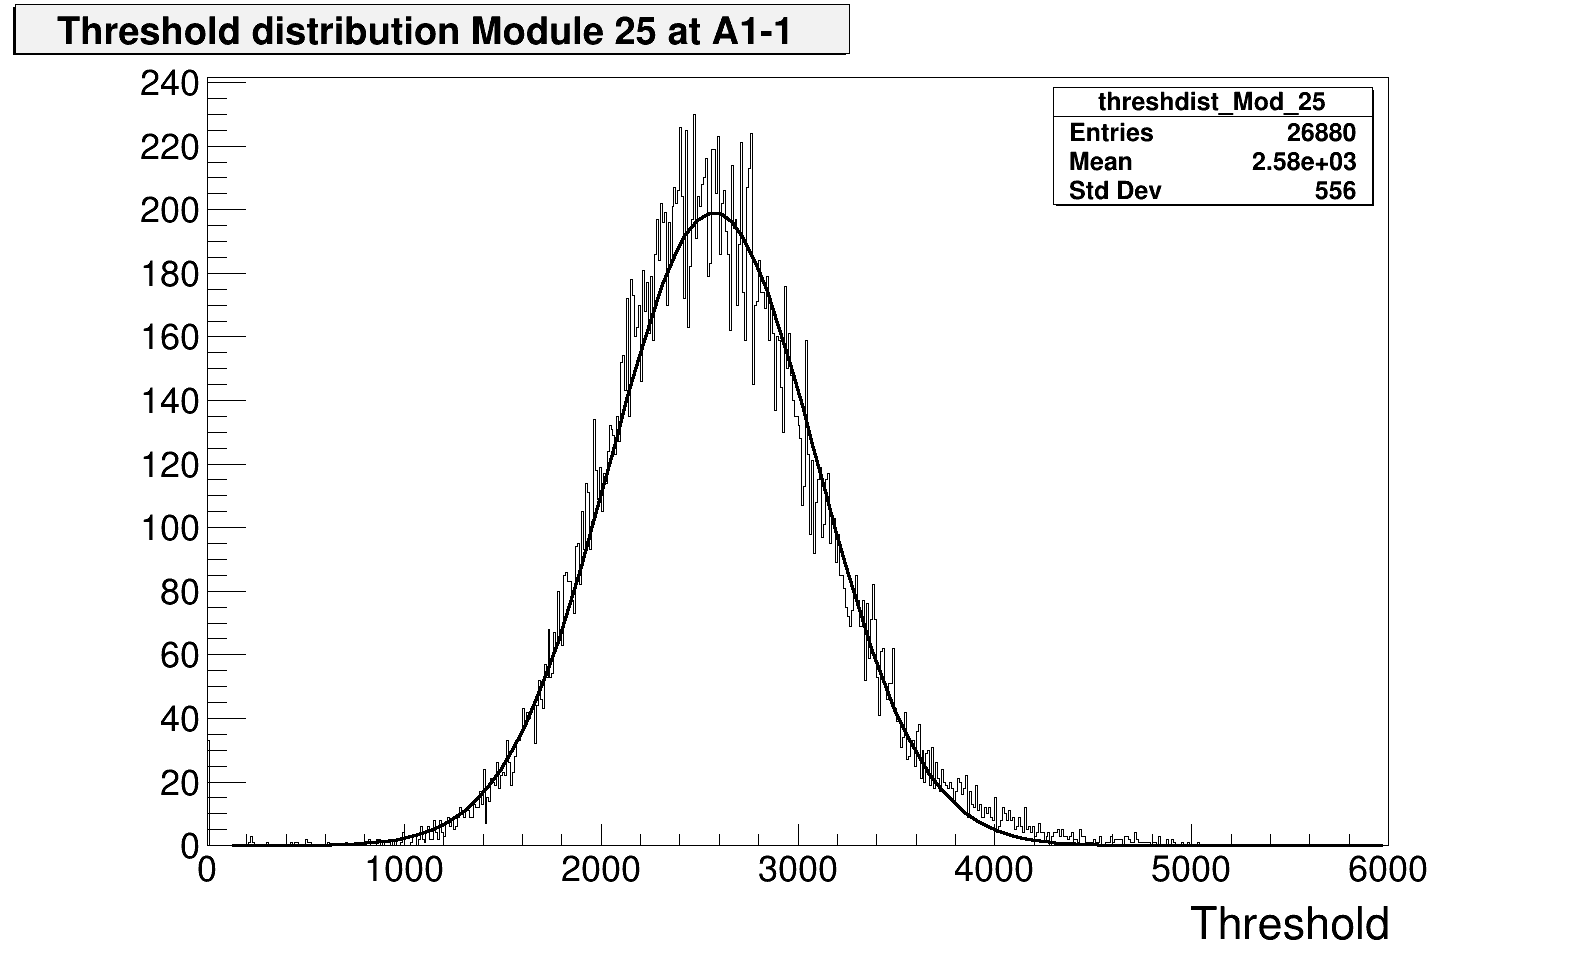 Threshold distribution Module 25 at A1-1
threshdist_Mod_25
Entries 26880
Mean 2.58e+03
Std Dev 556
240
220
200
180
160
140
120
100
80
60
40
20
0
0 1000 2000 3000 4000 5000 6000
Threshold